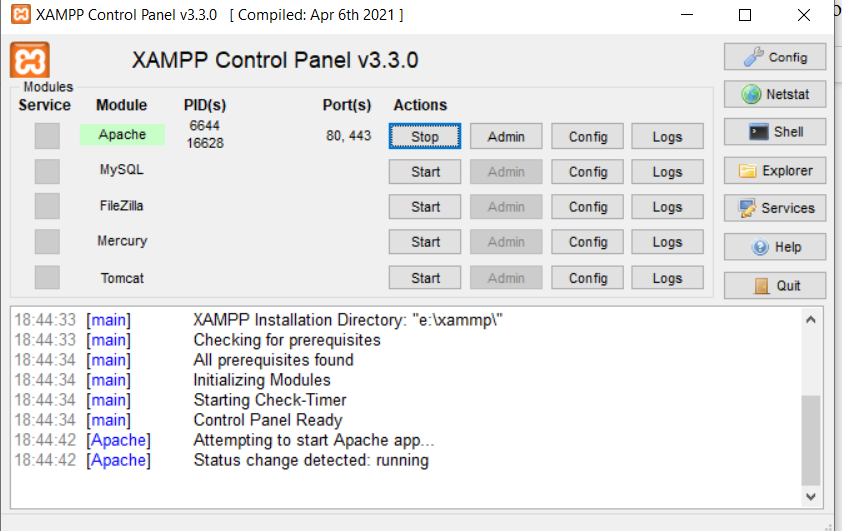 XAMPP Control Panel v3.3.0 [ Compiled: Apr 6th 2021 ]
XAMPP Control Panel v3.3.0
Config
Modules
Service Module PID(s) Port(s) Actions
Netstat
Apache 6644 80, 443 Stop Admin Config Logs
16628
Shell
MySQL Start Admin Config Logs
Explorer
FileZilla Start Admin Config Logs
Services
Mercury Start Admin Config Logs
Help
Tomcat Start Admin Config Logs
Quit
18:44:33 [main] XAMPP Installation Directory: "e:\xammp\"
18:44:33 [main] Checking for prerequisites
18:44:34 [main] All prerequisites found
18:44:34 [main] Initializing Modules
18:44:34 [main] Starting Check-Timer
18:44:34 [main] Control Panel Ready
18:44:42 [Apache] Attempting to start Apache app...
18:44:42 [Apache] Status change detected: running